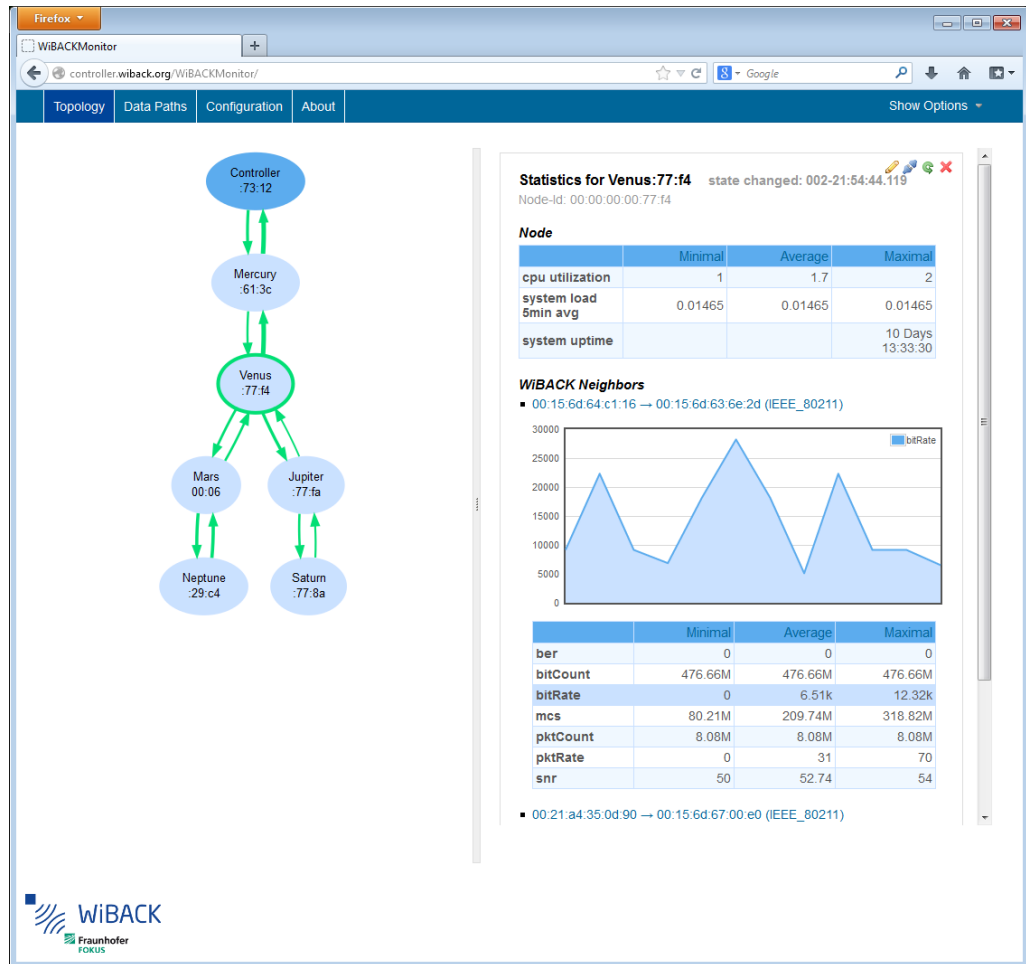 Firefox
WiBACKMonitor
+
controller.wiback.org/WiBACKMonitor/
8
Google
Topology
Data Paths
Configuration
About
Show Options
Controller
:73:12
Mercury
:61:3c
Venus
:77:f4
Mars
00:06
Jupiter
:77:fa
Neptune
:29:c4
Saturn
:77:8a
Statistics for Venus:77:f4 state changed: 002-21:54:44.119
Node-Id: 00:00:00:00:77:f4
Node
Minimal Average Maximal
cpu utilization 1 1.7 2
system load
5min avg 0.01465 0.01465 0.01465
system uptime 10 Days
13:33:30
WiBACK Neighbors
00:15:6d:64:c1:16 → 00:15:6d:63:6e:2d (IEEE_80211)
30000
25000
20000
15000
10000
5000
0
bitRate
Minimal Average Maximal
ber 0 0 0
bitCount 476.66M 476.66M 476.66M
bitRate 0 6.51k 12.32k
mcs 80.21M 209.74M 318.82M
pktCount 8.08M 8.08M 8.08M
pktRate 0 31 70
snr 50 52.74 54
00:21:a4:35:0d:90 → 00:15:6d:67:00:e0 (IEEE_80211)
WiBACK
Fraunhofer
FOKUS